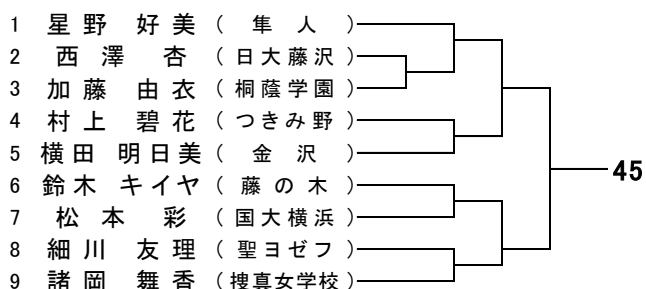 1 星野 好美 (隼人)
2 西澤 杏 (日大藤沢)
3 加藤 由衣 (桐蔭学園)
4 村上 碧花 (つきみ野)
5 横田 明日美 (金沢)
45
6 鈴木 キイヤ (藤の木)
7 松本 彩 (国大横浜)
8 細川 友理 (聖ヨゼフ)
9 諸岡 舞香 (捜真女学校)